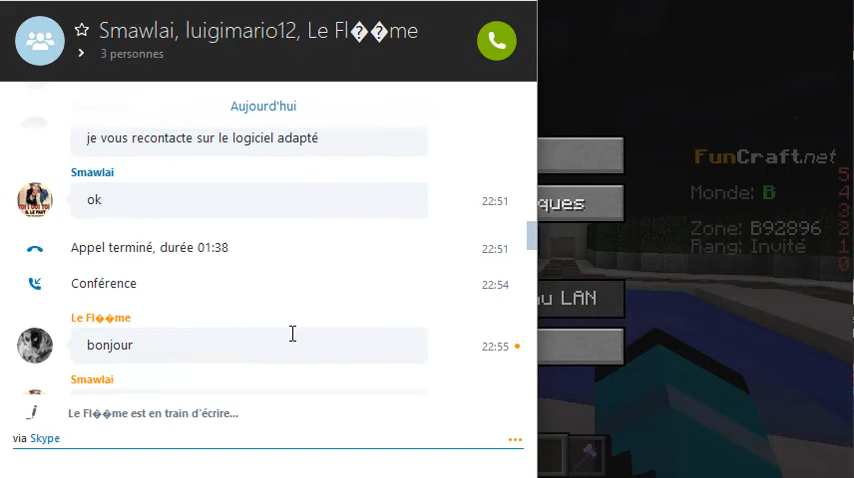 Smawlai, luigimario12, Le Fl��me
3 personnes
Aujourd'hui
je vous recontacte sur le logiciel adapté
Smawlai
ok
22:51
Appel terminé, durée 01:38
22:51
Conférence
22:54
Le Fl��me
bonjour
22:55
Smawlai
Le Fl��me est en train d'écrire...
via Skype
ques
u LAN
FunCraft.net
Monde: B
Zone: B92896
Rang: Invité
5
4
3
2
1
0